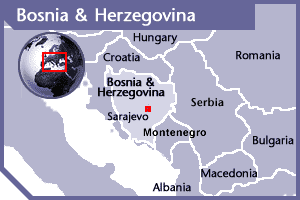 Bosnia & Herzegovina
Hungary
Croatia
Romania
Bosnia &
Herzegovina
Serbia
Sarajevo
Montenegro
Bulgaria
Macedonia
Albania